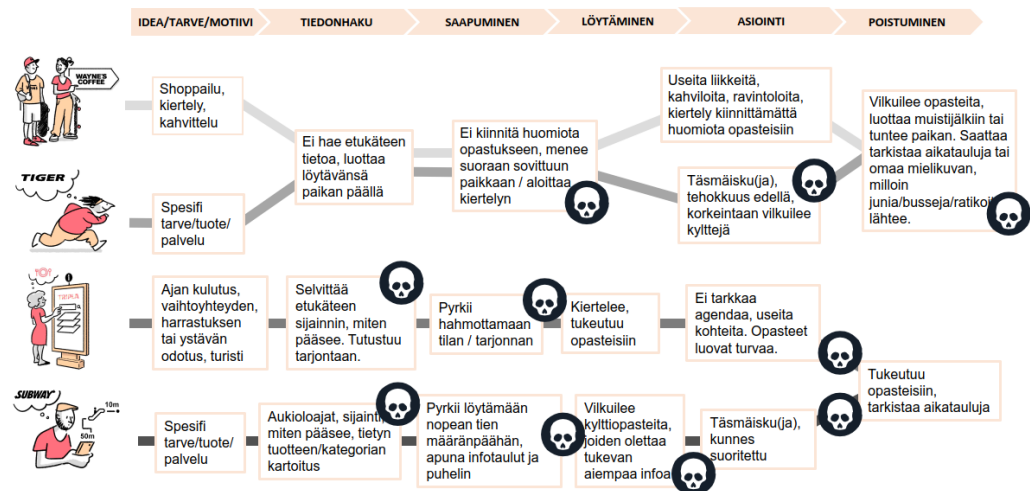 IDEA/TARVE/MOTIIVI
TIEDONHAKU
SAAPUMINEN
LÖYTÄMINEN
ASIOINTI
POISTUMINEN
WAYNE'S
COFFEE
Shoppailu,
kiertely,
kahvittelu
Ei hae etukäteen
tietoa, luottaa
löytävänsä
paikan päällä
Ei kiinnitä huomiota
opastukseen, menee
suoraan sovittuun
paikkaan / aloittaa
kiertelyn
Useita liikkeitä,
kahviloita, ravintoloita,
kiertely kiinnittämättä
huomiota opasteisiin
Vilkuilee opasteita,
luottaa muistijälkiin tai
tuntee paikan. Saattaa
tarkistaa aikatauluja tai
omaa mielikuvan,
milloin
junia/busseja/ratikoi
lähtee.
TIGER
Spesifi
tarve/tuote/
palvelu
Täsmäisku(ja),
tehokkuus edellä,
korkeintaan vilkuilee
kylttejä
Ajan kulutus,
vaihtoyhteyden,
harrastuksen
tai ystävän
odotus, turisti
Selvittää
etukäteen
sijainnin, miten
pääsee. Tutustuu
tarjontaan.
Pyrkii
hahmottamaan
tilan / tarjonnan
Kiertelee,
tukeutuu
opasteisiin
Ei tarkkaa
agendaa, useita
kohteita. Opasteet
luovat turvaa.
Tukeutuu
opasteisiin,
tarkistaa aikatauluja
SUBWAY
10m
50m
Spesifi
tarve/tuote/
palvelu
Aukioloajat, sijainti,
miten pääsee, tietyn
tuotteen/kategorian
kartoitus
Pyrkii löytämään
nopean tien
määränpäähän,
apuna infotaulut ja
puhelin
Vilkuilee
kylttiopasteita,
joiden olettaa
tukevan
aiempaa infoa
Täsmäisku(ja),
kunnes
suoritettu